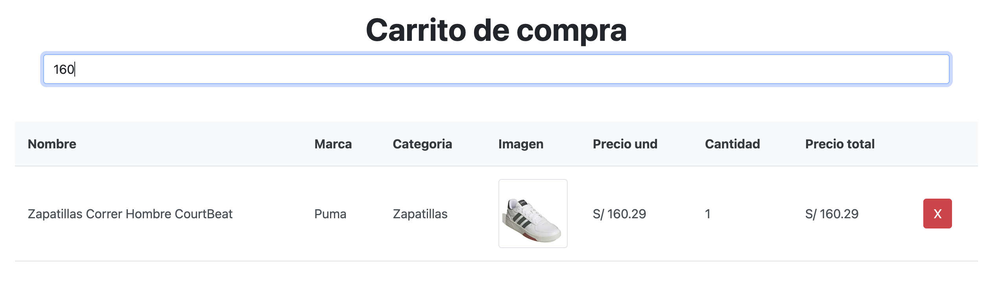 Carrito de compra
160
Nombre Marca Categoria Imagen Precio und Cantidad Precio total
Zapatillas Correr Hombre CourtBeat Puma Zapatillas S/ 160.29 1 S/ 160.29 X